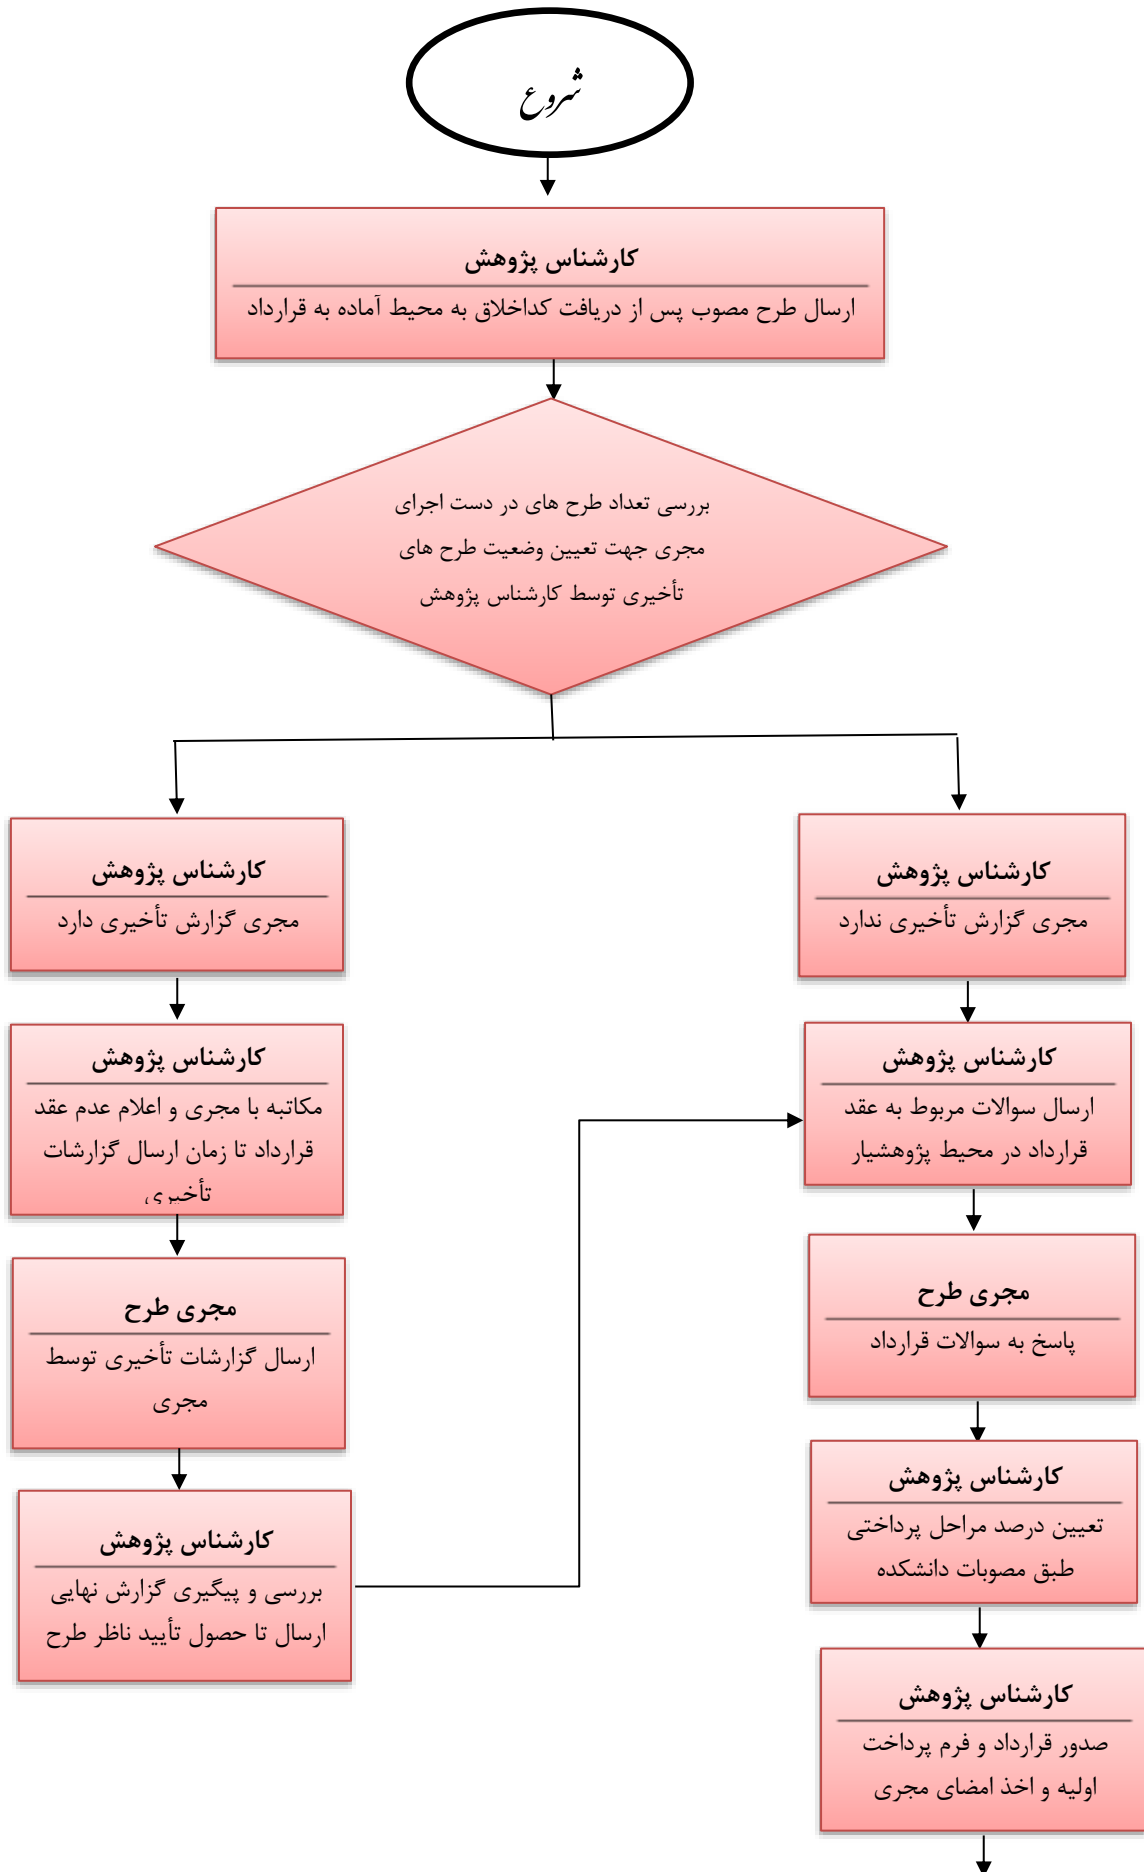 شروع
کارشناس پژوهش
ارسال طرح مصوب پس از دریافت کداخلاق به محیط آماده به قرارداد
بررسی تعداد طرح های در دست اجرای
مجری جهت تعیین وضعیت طرح های
تأخیری توسط کارشناس پژوهش
کارشناس پژوهش
مجری گزارش تأخیری ندارد
کارشناس پژوهش
ارسال سوالات مربوط به عقد
قرارداد در محیط پژوهشیار
مجری طرح
پاسخ به سوالات قرارداد
کارشناس پژوهش
تعیین درصد مراحل پرداختی
طبق مصوبات دانشکده
کارشناس پژوهش
صدور قرارداد و فرم پرداخت
اولیه و اخذ امضای مجری
کارشناس پژوهش
مجری گزارش تأخیری دارد
کارشناس پژوهش
مکاتبه با مجری و اعلام عدم عقد
قرارداد تا زمان ارسال گزارشات
تأخیری
مجری طرح
ارسال گزارشات تأخیری توسط
مجری
کارشناس پژوهش
بررسی و پیگیری گزارش نهایی
ارسال تا حصول تأیید ناظر طرح